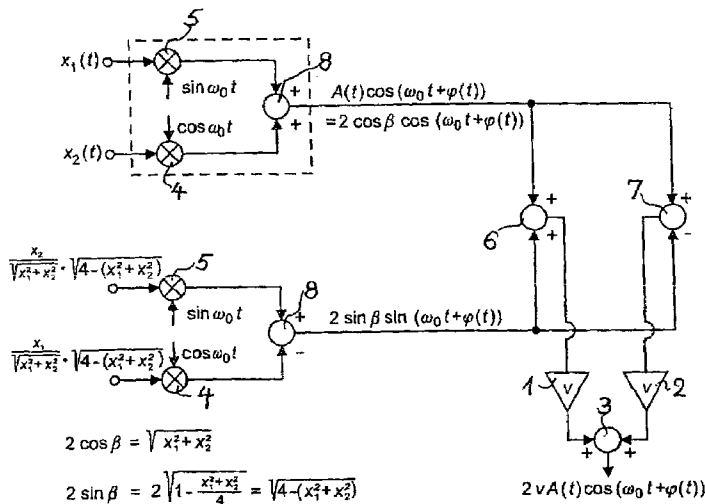 5
x₁(t)
sin ω₀t
8
+
+
A(t) cos (ω₀t+φ(t))
= 2 cos β cos (ω₀t+φ(t))
cos ω₀t
x₂(t)
4
6
+
+
7
+
-
x₂/√(x₁²+x₂²) · √(4-(x₁²+x₂²))
5
sin ω₀t
8
+
-
2 sin β sin (ω₀t+φ(t))
x₁/√(x₁²+x₂²) · √(4-(x₁²+x₂²))
cos ω₀t
4
1
v
v
2
3
+
+
2 cos β = √(x₁²+x₂²)
2 sin β = 2√(1-(x₁²+x₂²)/4) = √(4-(x₁²+x₂²))
2vA(t) cos (ω₀t+φ(t))